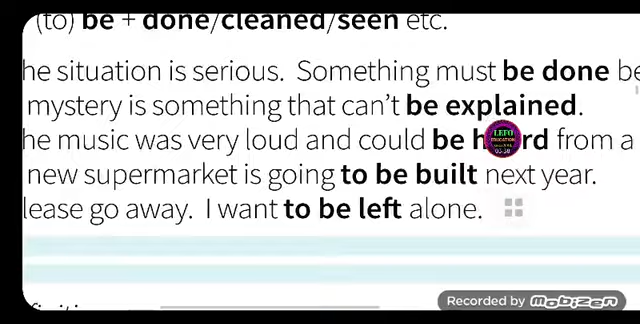 (to) be + done/cleaned/seen etc.
he situation is serious. Something must be done be
mystery is something that can't be explained.
he music was very loud and could be h rd from a
new supermarket is going to be built next year.
lease go away. I want to be left alone.
LEFO
EDUCATION
Recorded by Mobizen